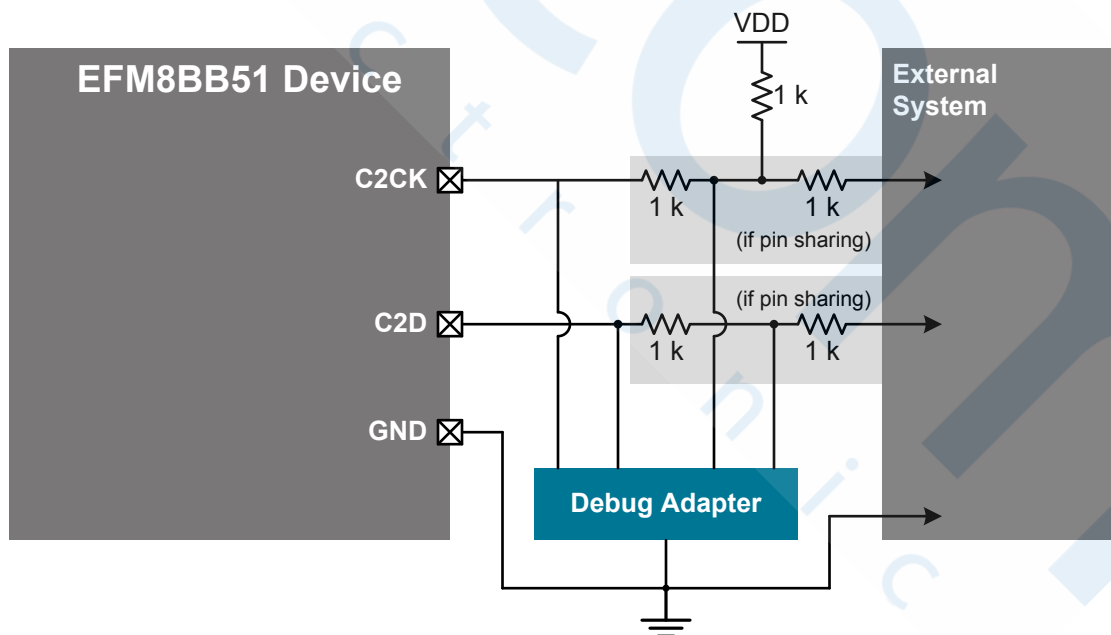 VDD
EFM8BB51 Device
External
System
1 k
C2CK
1 k
1 k
(if pin sharing)
(if pin sharing)
C2D
1 k
1 k
GND
Debug Adapter
c t r o n i c